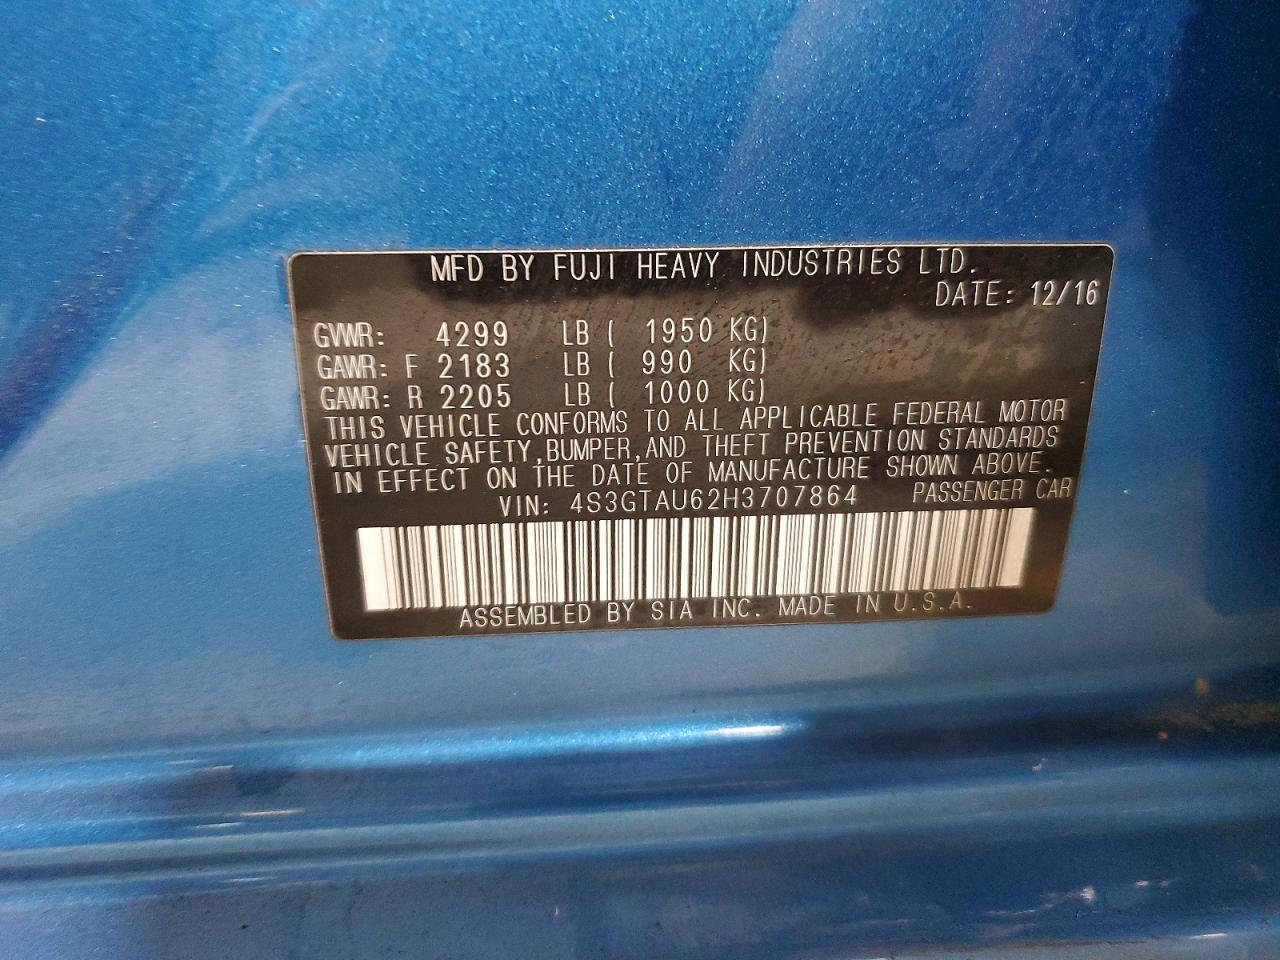 MFD BY FUJI HEAVY INDUSTRIES LTD.
DATE: 12/16
GVWR: 4299 LB ( 1950 KG)
GAWR: F 2183 LB ( 990 KG)
GAWR: R 2205 LB ( 1000 KG)
THIS VEHICLE CONFORMS TO ALL APPLICABLE FEDERAL MOTOR
VEHICLE SAFETY,BUMPER,AND THEFT PREVENTION STANDARDS
IN EFFECT ON THE DATE OF MANUFACTURE SHOWN ABOVE.
VIN: 4S3GTAU62H3707864 PASSENGER CAR
ASSEMBLED BY SIA INC. MADE IN U.S.A.